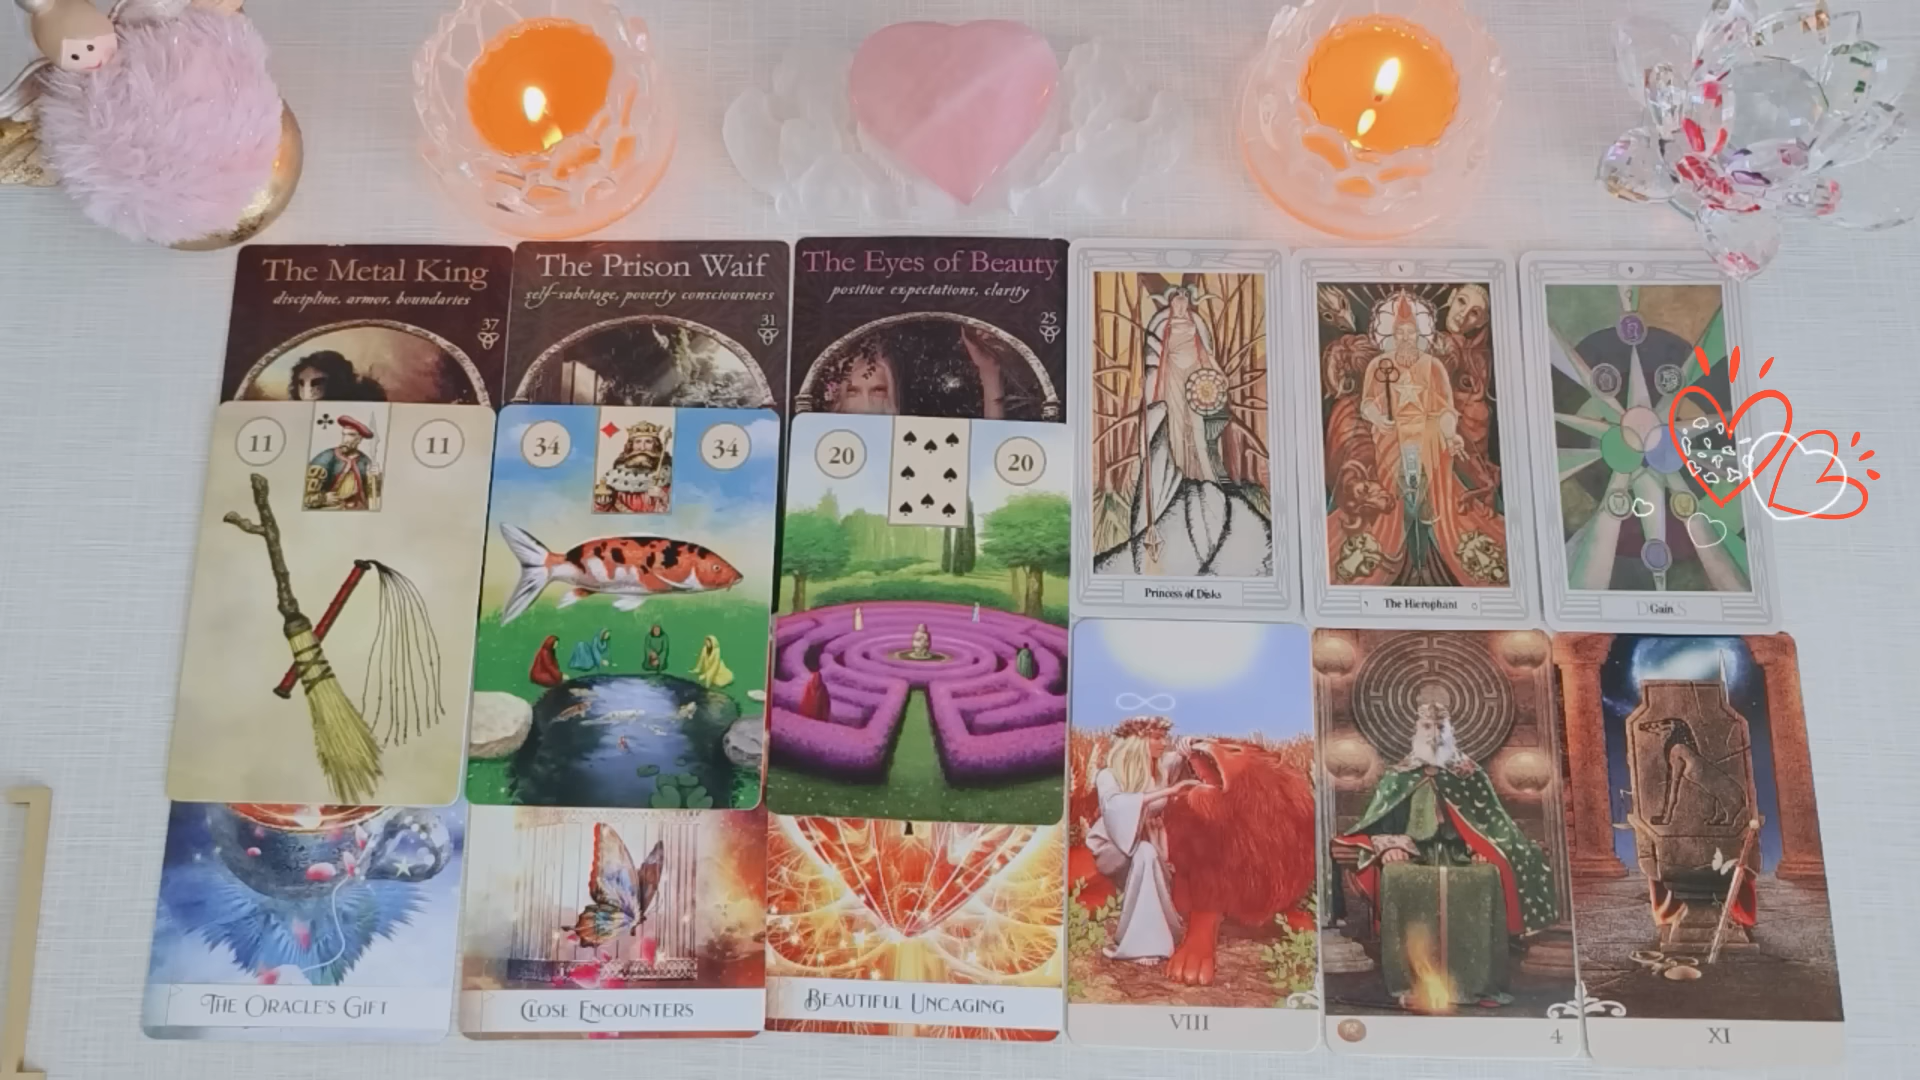 The Metal King
discipline, armor, boundaries
37
The Prison Waif
self-sabotage, poverty consciousness
31
The Eyes of Beauty
positive expectations, clarity
25
Princess of Disks
V
The Hierophant
9
Gain
11 11
34 34
20 20
THE ORACLE'S GIFT
CLOSE ENCOUNTERS
BEAUTIFUL UNCAGING
VIII
4
XI